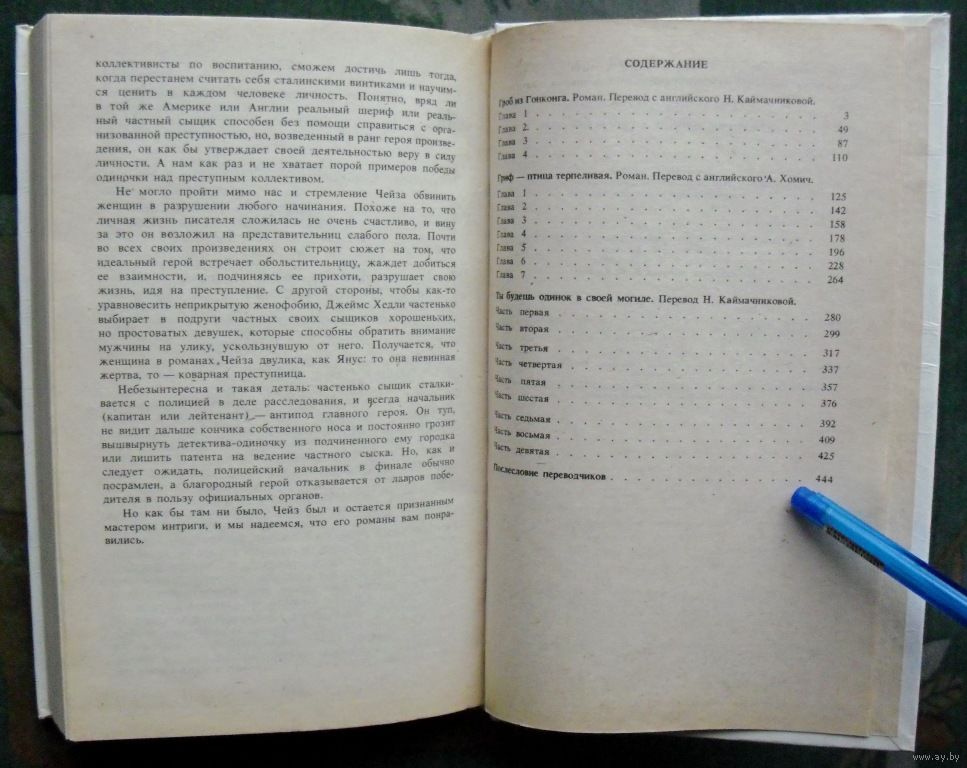 коллективисты по воспитанию, сможем достичь лишь тогда,
когда перестанем считать себя сталинскими винтиками и научим-
ся ценить в каждом человеке личность. Понятно, вряд ли
в той же Америке или Англии реальный шериф или реаль-
ный частный сыщик способен без помощи справиться с орга-
низованной преступностью, но, возведенный в ранг героя произве-
дения, он как бы утверждает своей деятельностью веру в силу
личности. А нам как раз и не хватает порой примеров победы
одиночки над преступным коллективом.
Не могло пройти мимо нас и стремление Чейза обвинить
женщин в разрушении любого начинания. Похоже на то, что
личная жизнь писателя сложилась не очень счастливо, и вину
за это он возложил на представительниц слабого пола. Почти
во всех своих произведениях он строит сюжет на том, что
идеальный герой встречает обольстительницу, жаждет добиться
ее взаимности, и, подчиняясь ее прихоти, разрушает свою
жизнь, идя на преступление. С другой стороны, чтобы как-то
уравновесить неприкрытую женофобию, Джеймс Хедли частенько
выбирает в подруги частных своих сыщиков хорошеньких,
но простоватых девушек, которые способны обратить внимание
мужчины на улику, ускользнувшую от него. Получается, что
женщина в романах Чейза двулика, как Янус: то она невинная
жертва, то — коварная преступница.
Небезынтересна и такая деталь: частенько сыщик сталки-
вается с полицией в деле расследования, и всегда начальник
(капитан или лейтенант) — антипод главного героя. Он туп,
не видит дальше кончика собственного носа и постоянно грозит
вышвырнуть детектива-одиночку из подчиненного ему городка
или лишить патента на ведение частного сыска. Но, как и
следует ожидать, полицейский начальник в финале обычно
посрамлен, а благородный герой отказывается от лавров побе-
дителя в пользу официальных органов.
Но как бы там ни было, Чейз был и остается признанным
мастером интриги, и мы надеемся, что его романы вам понра-
вились.
СОДЕРЖАНИЕ
Гроб из Гонконга. Роман. Перевод с английского Н. Каймачниковой.
Глава 1 . . . . . . . . . . 3
Глава 2. . . . . . . . . . . 49
Глава 3 . . . . . . . . . . 87
Глава 4 . . . . . . . . . . 110
Гриф — птица терпеливая. Роман. Перевод с английского А. Хомич.
Глава 1 . . . . . . . . . . 125
Глава 2 . . . . . . . . . . 142
Глава 3 . . . . . . . . . . 158
Глава 4 . . . . . . . . . . 178
Глава 5 . . . . . . . . . . 196
Глава 6 . . . . . . . . . . 228
Глава 7 . . . . . . . . . . 264
Ты будешь одинок в своей могиле. Перевод Н. Каймачниковой.
Часть первая . . . . . . . . . . 280
Часть вторая . . . . . . . . . . 299
Часть третья . . . . . . . . . . 317
Часть четвертая . . . . . . . . . . 337
Часть пятая . . . . . . . . . . 357
Часть шестая . . . . . . . . . . 376
Часть седьмая . . . . . . . . . . 392
Часть восьмая . . . . . . . . . . 409
Часть девятая . . . . . . . . . . 425
Послесловие переводчиков . . . . . . . . . . 444
www.ay.by